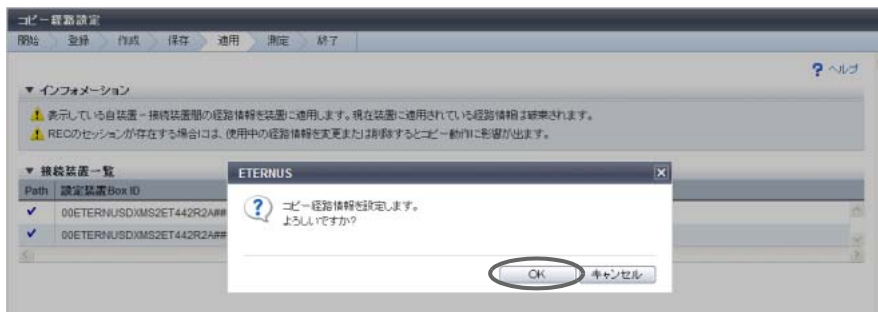 コピー経路設定
開始 登録 作成 保存 適用 測定 終了
? ヘルプ
▼ インフォメーション
表示している自装置－接続装置間の経路情報を装置に適用します。現在装置に適用されている経路情報は破棄されます。
RECのセッションが存在する場合には、使用中の経路情報を変更または削除するとコピー動作に影響が出ます。
▼ 接続装置一覧
Path 設定装置Box ID
00ETERNUSDXMS2ET442R2A##
00ETERNUSDXMS2ET442R2A##
ETERNUS
コピー経路情報を設定します。
よろしいですか?
OK キャンセル